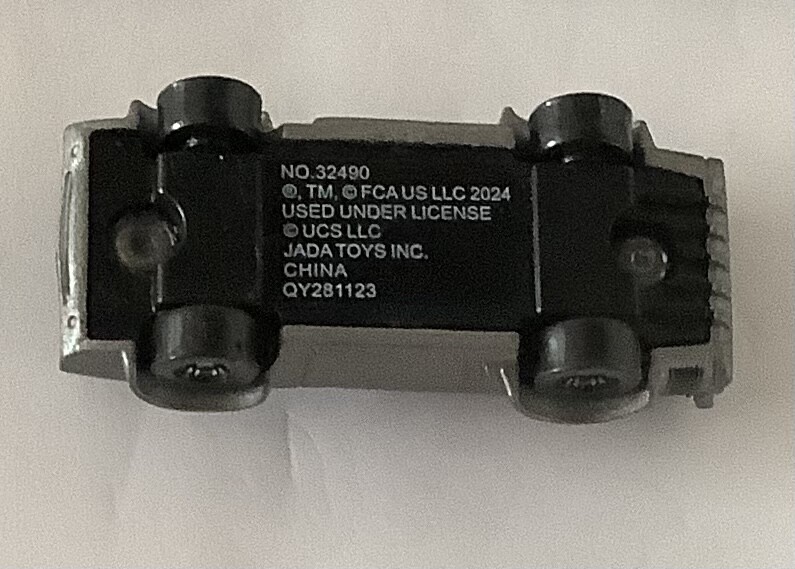 NO.32490
®, TM, © FCA US LLC 2024
USED UNDER LICENSE
© UCS LLC
JADA TOYS INC.
CHINA
QY281123